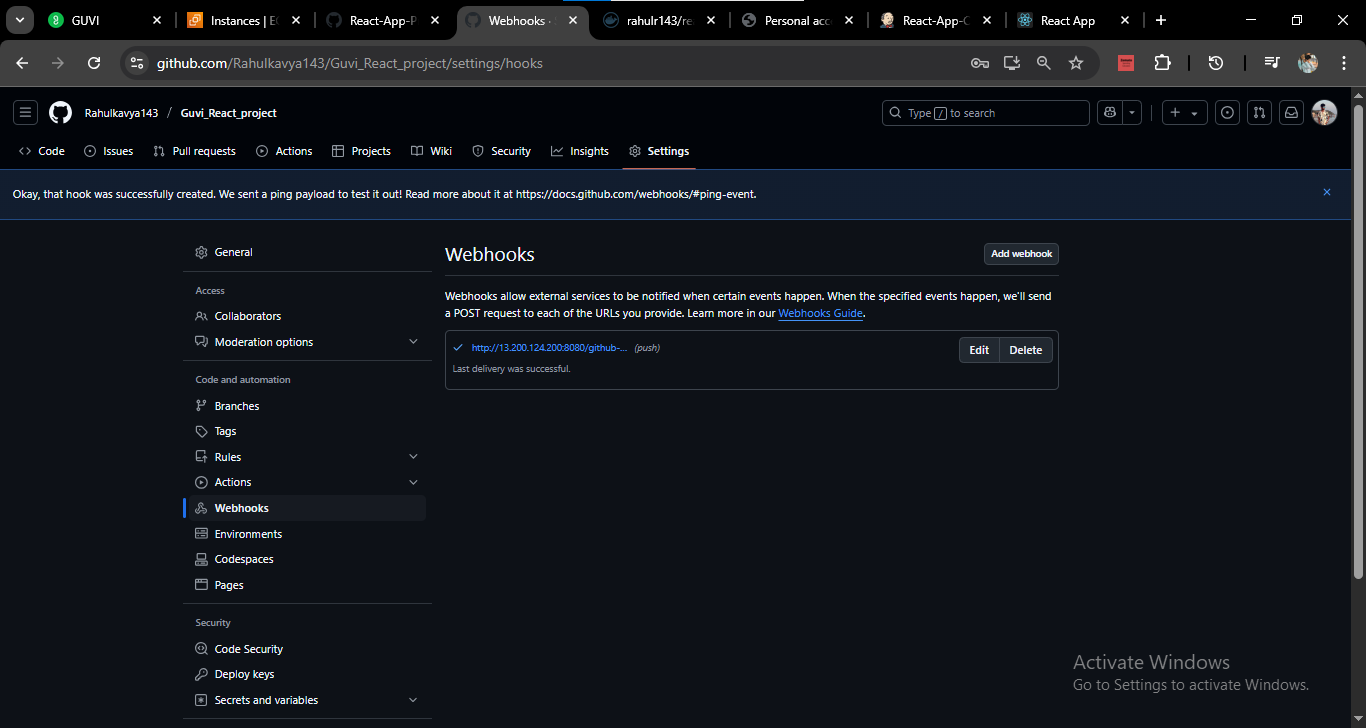 GUVI
Instances | E
React-App-P
Webhooks ·
rahulr143/re
Personal acc
React-App-C
React App
github.com/Rahulkavya143/Guvi_React_project/settings/hooks
Rahulkavya143 / Guvi_React_project
Type / to search
Code
Issues
Pull requests
Actions
Projects
Wiki
Security
Insights
Settings
Okay, that hook was successfully created. We sent a ping payload to test it out! Read more about it at https://docs.github.com/webhooks/#ping-event.
General
Access
Collaborators
Moderation options
Code and automation
Branches
Tags
Rules
Actions
Webhooks
Environments
Codespaces
Pages
Security
Code Security
Deploy keys
Secrets and variables
Webhooks
Add webhook
Webhooks allow external services to be notified when certain events happen. When the specified events happen, we'll send
a POST request to each of the URLs you provide. Learn more in our Webhooks Guide.
http://13.200.124.200:8080/github-... (push)
Edit
Delete
Last delivery was successful.
Activate Windows
Go to Settings to activate Windows.